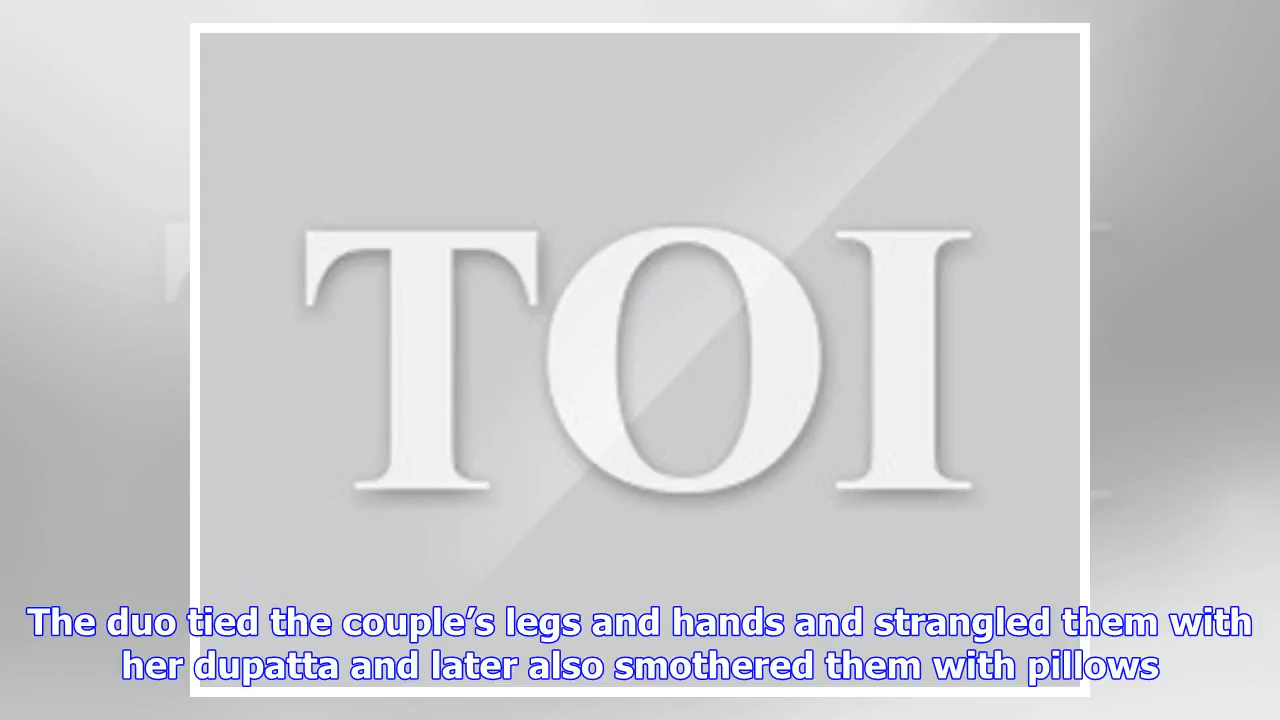 TOI
The duo tied the couple’s legs and hands and strangled them with
her dupatta and later also smothered them with pillows